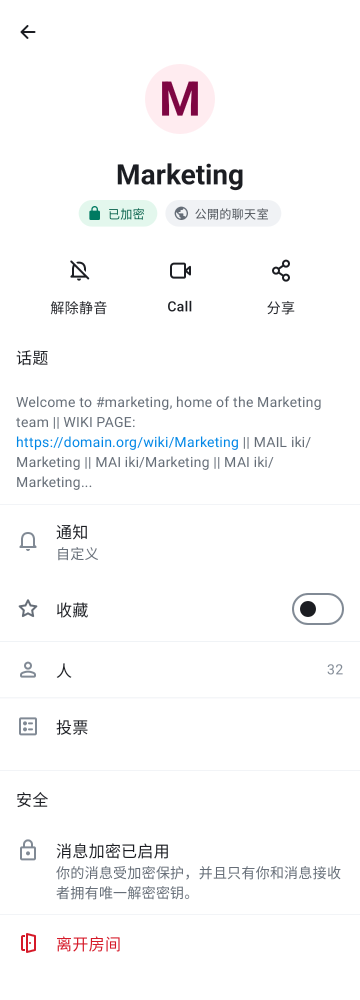 M
Marketing
已加密
公開的聊天室
解除静音
Call
分享
话题
Welcome to #marketing, home of the Marketing
team || WIKI PAGE:
https://domain.org/wiki/Marketing || MAIL iki/
Marketing || MAI iki/Marketing || MAI iki/
Marketing...
通知
自定义
收藏
人
32
投票
安全
消息加密已启用
你的消息受加密保护，并且只有你和消息接收
者拥有唯一解密密钥。
离开房间